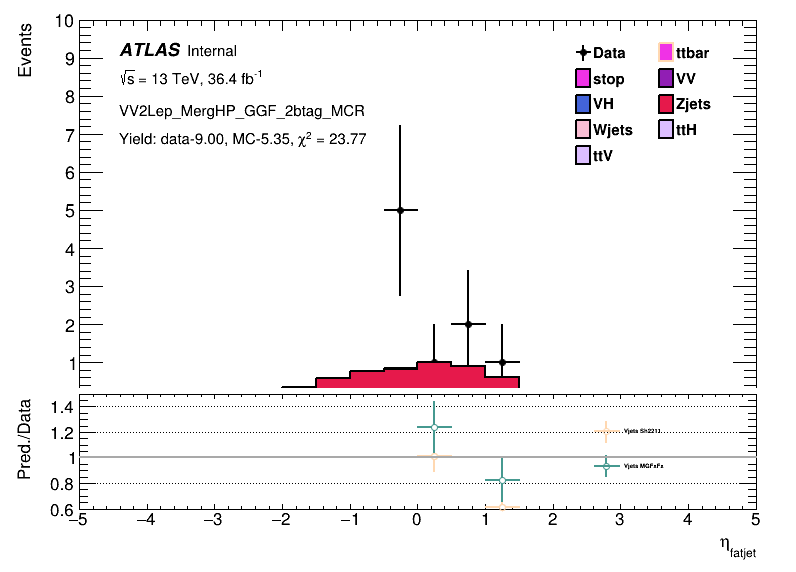 Events
10
9
8
7
6
5
4
3
2
1
ATLAS Internal
√s = 13 TeV, 36.4 fb⁻¹
VV2Lep_MergHP_GGF_2btag_MCR
Yield: data-9.00, MC-5.35, χ² = 23.77
Data
ttbar
stop
VV
VH
Zjets
Wjets
ttH
ttV
Pred./Data
1.4
1.2
1
0.8
0.6
Vjets Sh2211
Vjets MGFxFx
−5 −4 −3 −2 −1 0 1 2 3 4 5
η fatjet